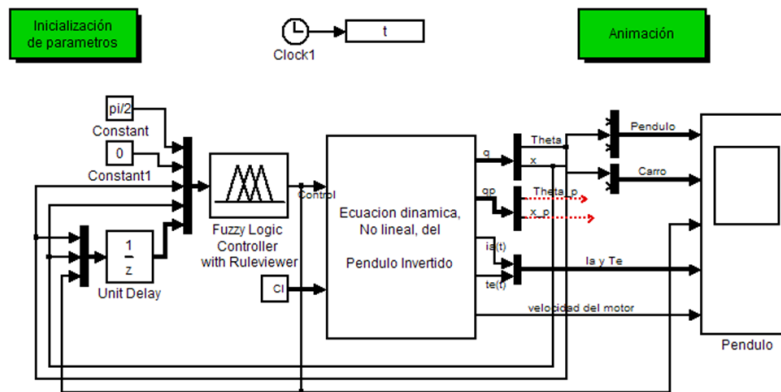 Inicialización
de parametros
Clock1
t
Animación
pi/2
Constant
0
Constant1
1
z
Unit Delay
Fuzzy Logic
Controller
with Ruleviewer
Control
CI
Ecuacion dinamica,
No lineal, del
Pendulo Invertido
q
qp
ia(t)
te(t)
Theta
x
Theta_p
x_p
Pendulo
Carro
Ia y Te
velocidad del motor
Pendulo